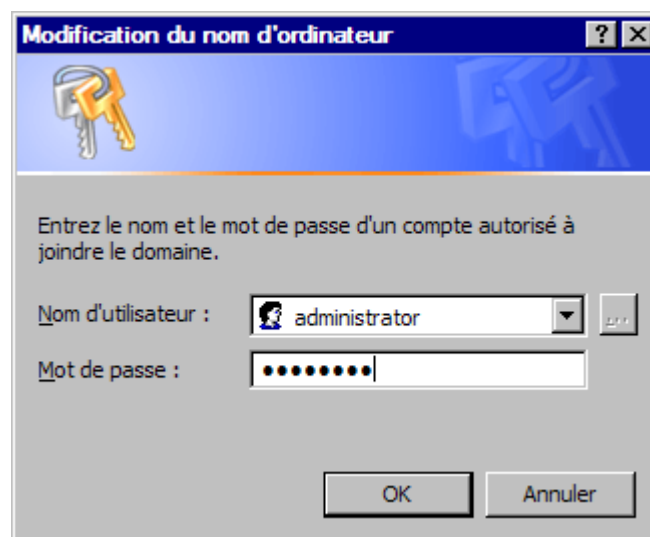 Modification du nom d'ordinateur
Entrez le nom et le mot de passe d'un compte autorisé à
joindre le domaine.
Nom d'utilisateur : administrator ...
Mot de passe : ●●●●●●●●
OK Annuler